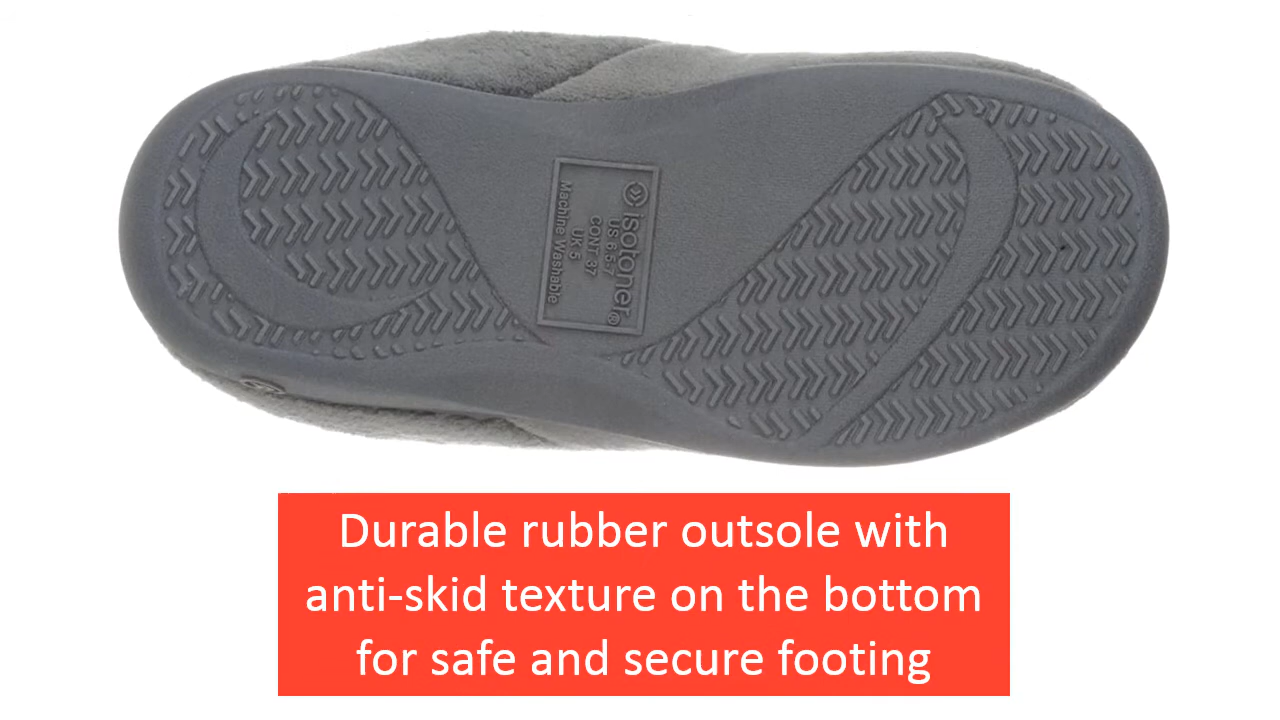 isotoner®
US 6.5-7
CONT 37
UK 5
Machine Washable
Durable rubber outsole with
anti-skid texture on the bottom
for safe and secure footing